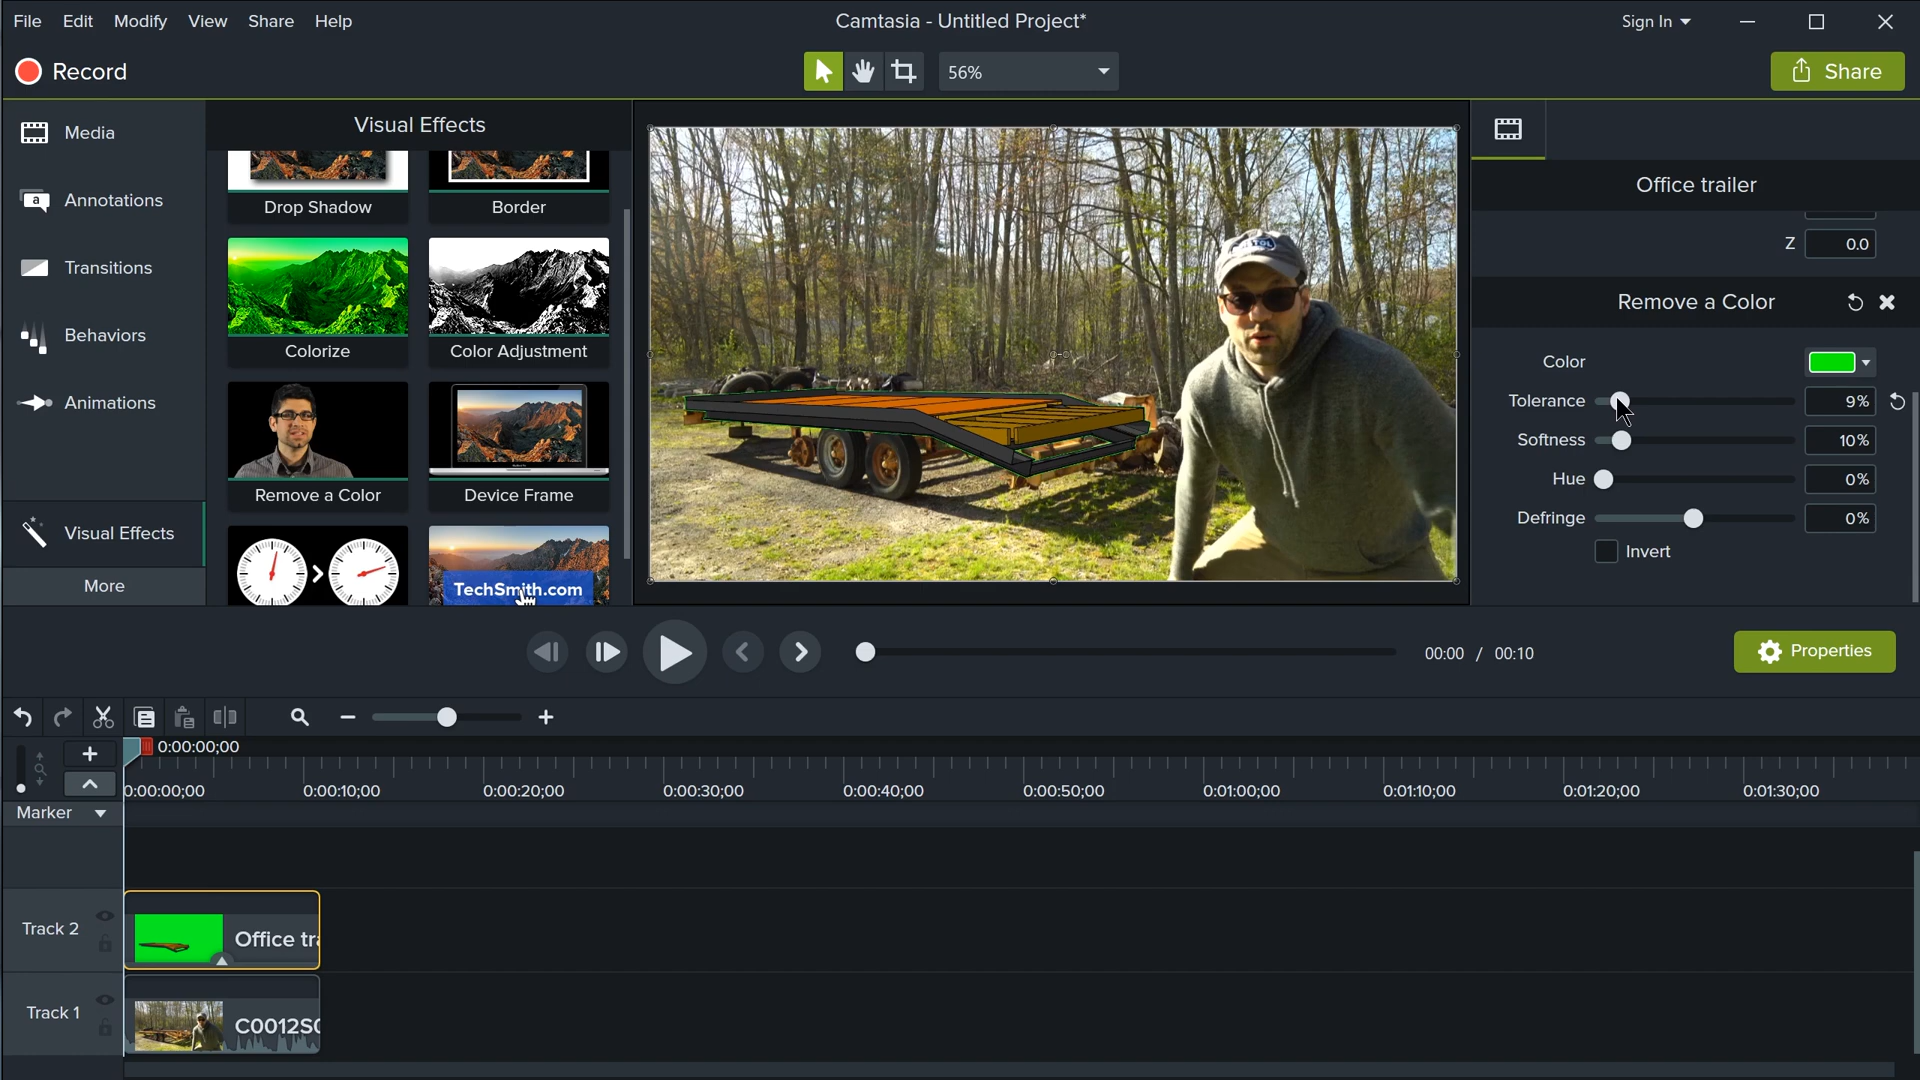 File Edit Modify View Share Help
Camtasia - Untitled Project*
Sign In
Record
56%
Share
Media
Annotations
Transitions
Behaviors
Animations
Visual Effects
More
Visual Effects
Drop Shadow
Border
Colorize
Color Adjustment
Remove a Color
Device Frame
TechSmith.com
Office trailer
Z 0.0
Remove a Color
Color
Tolerance 9%
Softness 10%
Hue 0%
Defringe 0%
Invert
00:00 / 00:10
Properties
0:00:00;00
0:00:00;00 0:00:10;00 0:00:20;00 0:00:30;00 0:00:40;00 0:00:50;00 0:01:00;00 0:01:10;00 0:01:20;00 0:01:30;00
Marker
Track 2
Office tra
Track 1
C0012S0